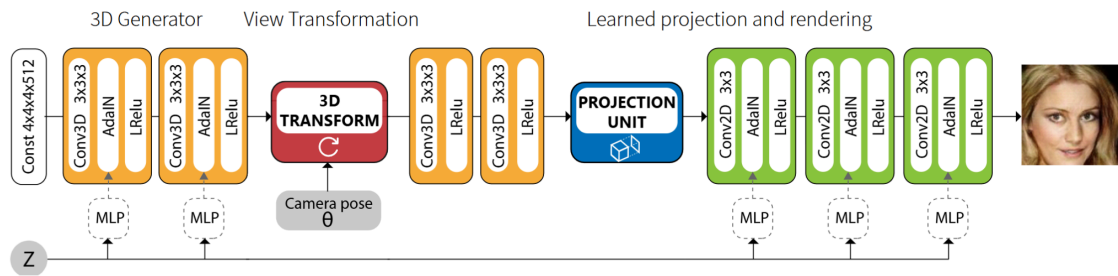 3D Generator
View Transformation
Learned projection and rendering
Const 4x4x4x512
Conv3D 3x3x3
AdaIN
LRelu
Conv3D 3x3x3
AdaIN
LRelu
3D
TRANSFORM
Conv3D 3x3x3
LRelu
Conv3D 3x3x3
LRelu
PROJECTION
UNIT
Conv2D 3x3
AdaIN
LRelu
Conv2D 3x3
AdaIN
LRelu
Conv2D 3x3
AdaIN
LRelu
Camera pose
θ
MLP
MLP
MLP
MLP
MLP
Z